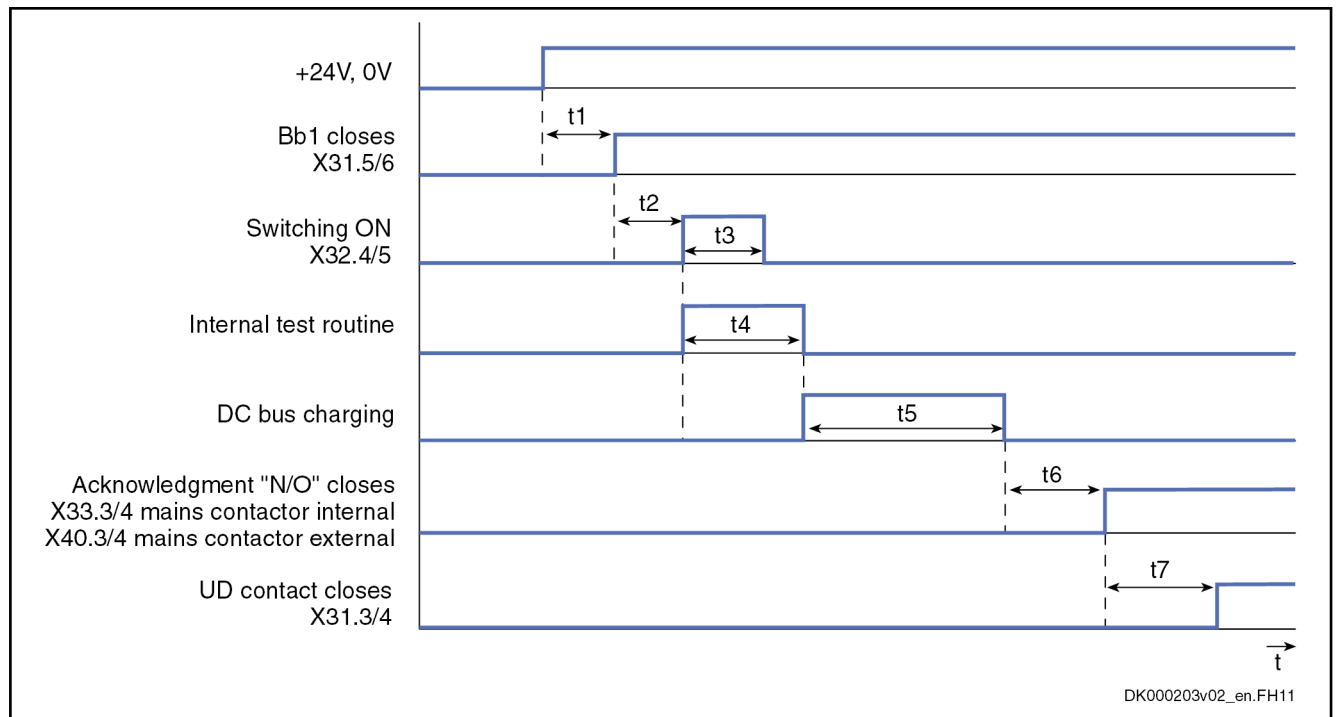 +24V, 0V
t1
Bb1 closes
X31.5/6
t2
Switching ON
X32.4/5
t3
Internal test routine
t4
DC bus charging
t5
Acknowledgment "N/O" closes
X33.3/4 mains contactor internal
X40.3/4 mains contactor external
t6
UD contact closes
X31.3/4
t7
t
DK000203v02_en.FH11